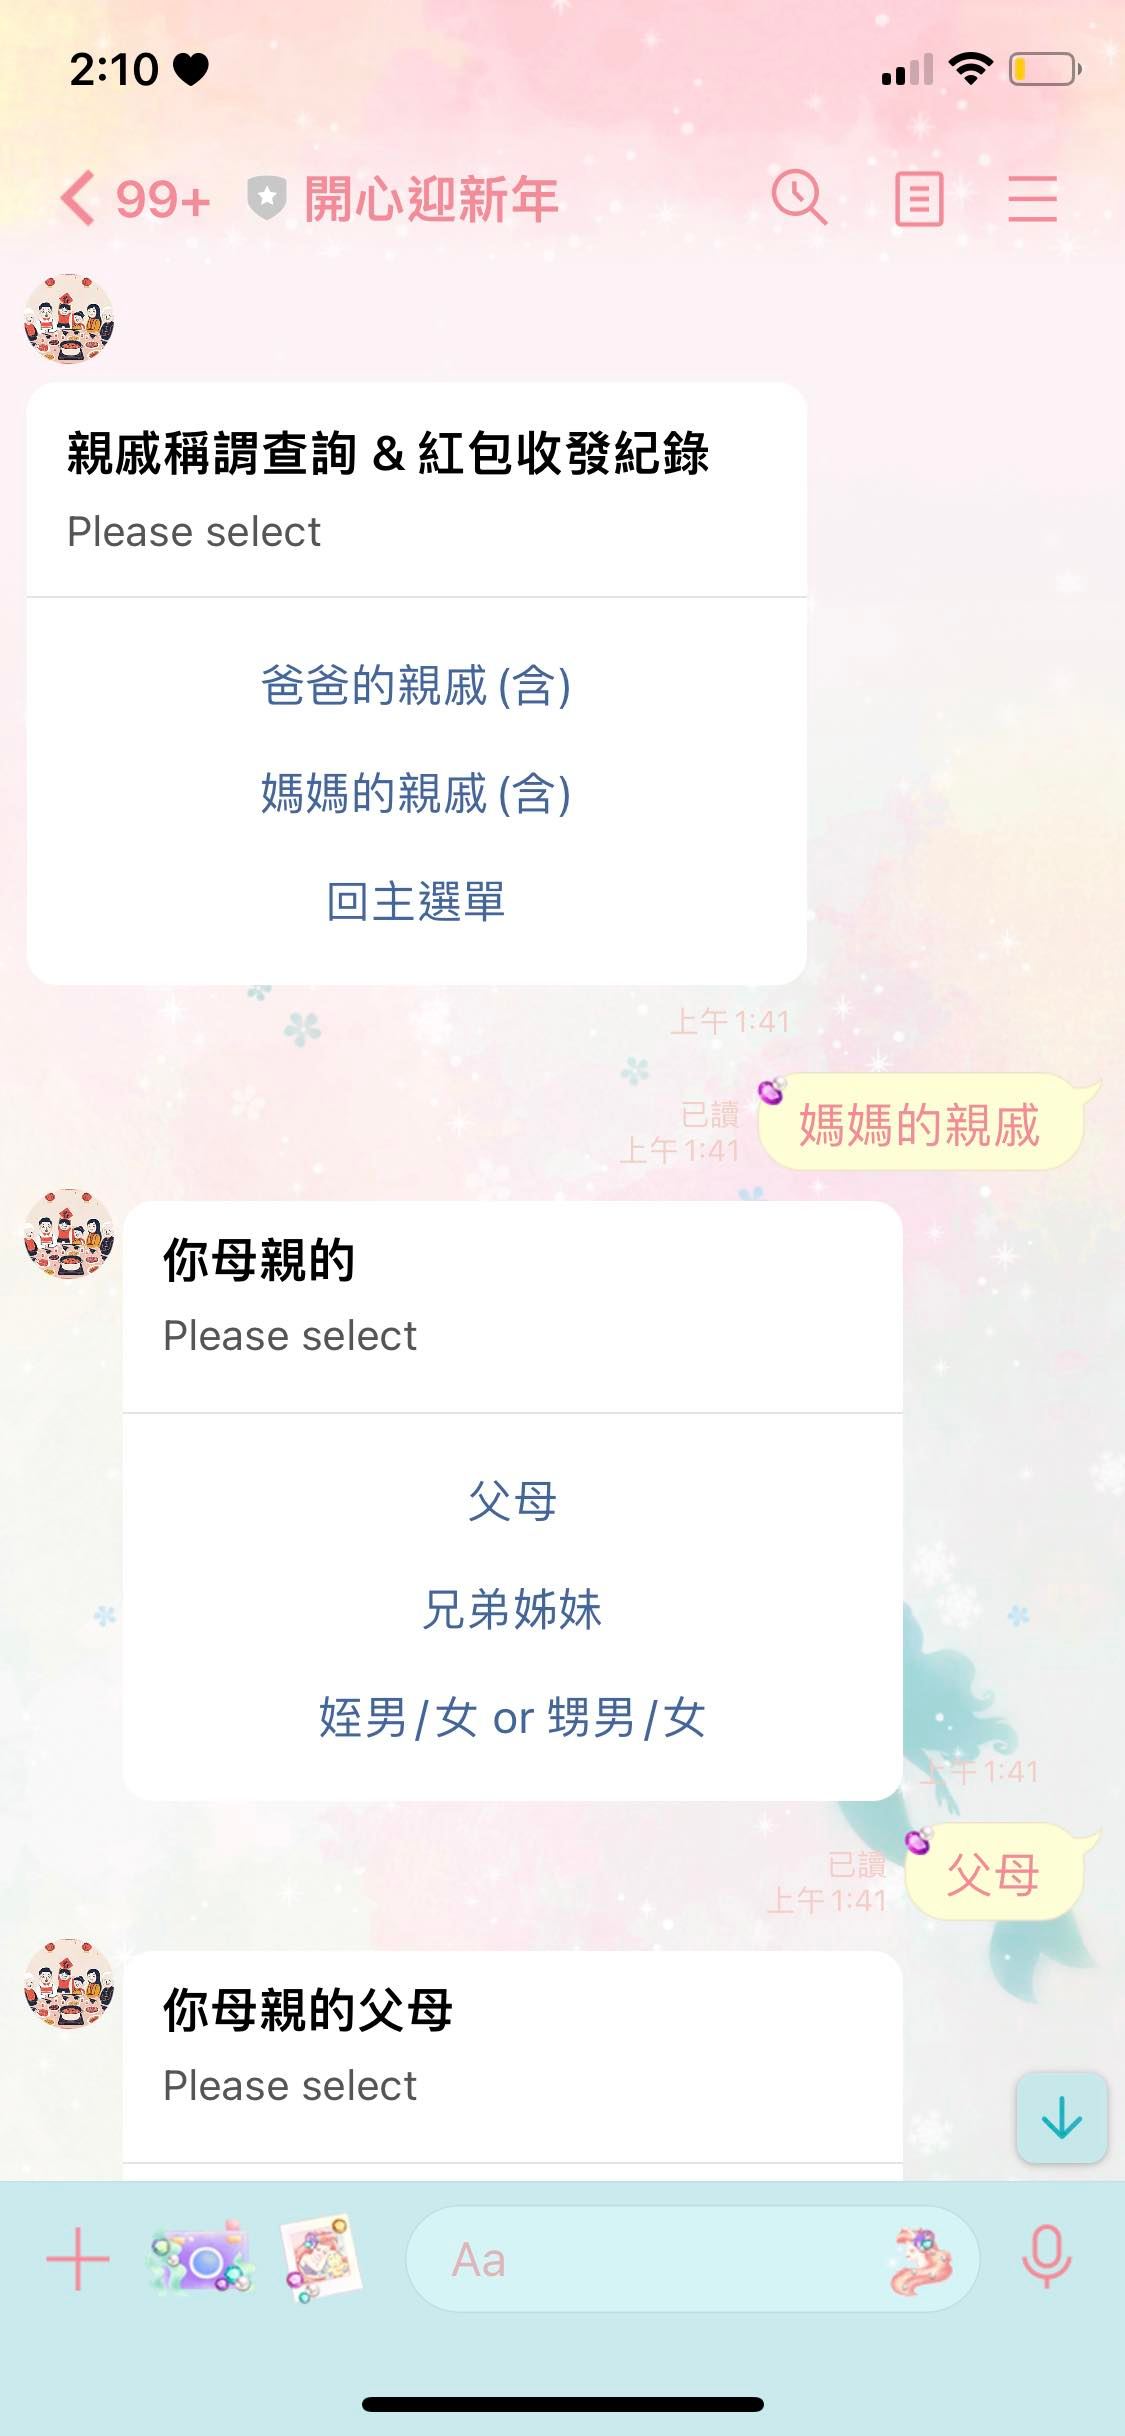 2:10
99+ 開心迎新年
親戚稱謂查詢 & 紅包收發紀錄
Please select
爸爸的親戚 (含)
媽媽的親戚 (含)
回主選單
上午 1:41
媽媽的親戚
已讀
上午 1:41
你母親的
Please select
父母
兄弟姊妹
姪男/女 or 甥男/女
上午 1:41
父母
已讀
上午 1:41
你母親的父母
Please select
Aa